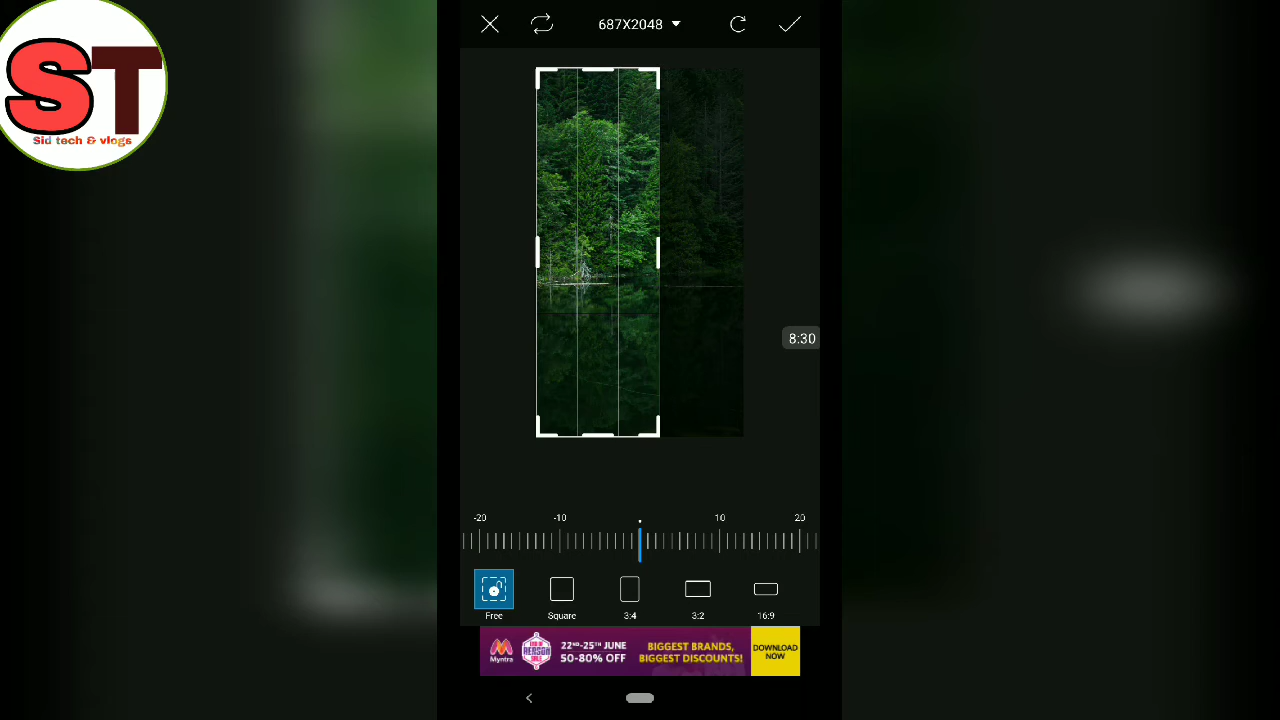 ST
Sid tech & vlogs
687X2048
8:30
-20 -10 10 20
Free Square 3:4 3:2 16:9
Myntra
22ND-25TH JUNE
50-80% OFF
BIGGEST BRANDS,
BIGGEST DISCOUNTS!
DOWNLOAD
NOW